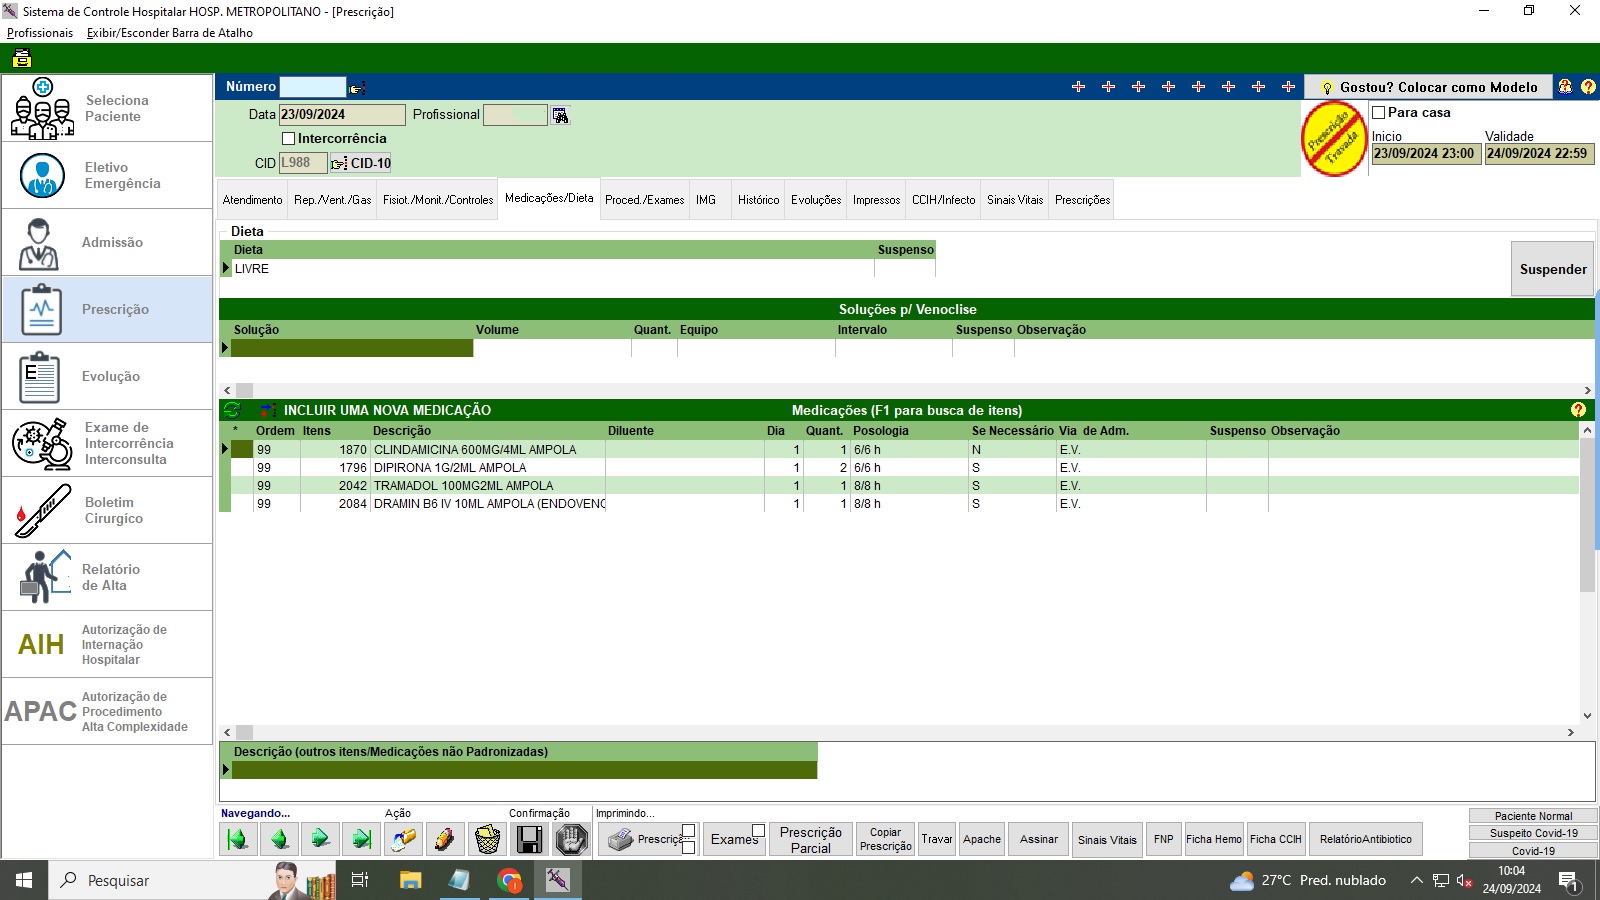 Sistema de Controle Hospitalar HOSP. METROPOLITANO - [Prescrição]
Profissionais Exibir/Esconder Barra de Atalho
Seleciona
Paciente
Eletivo
Emergência
Admissão
Prescrição
Evolução
E
Exame de
Intercorrência
Interconsulta
Boletim
Cirurgíco
Relatório
de Alta
AIH
Autorização de
Internação
Hospitalar
APAC
Autorização de
Procedimento
Alta Complexidade
Número
Gostou? Colocar como Modelo
Data 23/09/2024 Profissional
Intercorrência
CID L988 CID-10
Prescrição
Travada
Para casa
Inicio Validade
23/09/2024 23:00 24/09/2024 22:59
Atendimento Rep./Vent./Gas Fisiot./Monit./Controles Medicações/Dieta Proced./Exames IMG Histórico Evoluções Impressos CCIH/Infecto Sinais Vitais Prescrições
Dieta
Dieta Suspenso
LIVRE
Suspender
Soluções p/ Venoclise
Solução Volume Quant. Equipo Intervalo Suspenso Observação
INCLUIR UMA NOVA MEDICAÇÃO Medicações (F1 para busca de itens)
* Ordem Itens Descrição Diluente Dia Quant. Posologia Se Necessário Via de Adm. Suspenso Observação
99 1870 CLINDAMICINA 600MG/4ML AMPOLA 1 1 6/6 h N E.V.
99 1796 DIPIRONA 1G/2ML AMPOLA 1 2 6/6 h S E.V.
99 2042 TRAMADOL 100MG2ML AMPOLA 1 1 8/8 h S E.V.
99 2084 DRAMIN B6 IV 10ML AMPOLA (ENDOVENO 1 1 8/8 h S E.V.
Descrição (outros itens/Medicações não Padronizadas)
Navegando... Ação Confirmação Imprimindo...
Prescriçã Exames Prescrição Parcial Copiar Prescrição Travar Apache Assinar Sinais Vitais FNP Ficha Hemo Ficha CCIH RelatórioAntibiotico
Paciente Normal
Suspeito Covid-19
Covid-19
Pesquisar
27°C Pred. nublado
10:04
24/09/2024
1